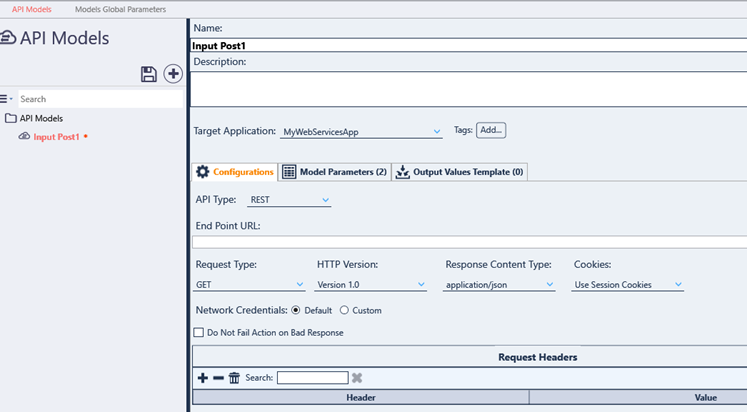 API Models Models Global Parameters
API Models
Search
API Models
Input Post1
Name:
Input Post1
Description:
Target Application: MyWebServicesApp Tags: Add...
Configurations Model Parameters (2) Output Values Template (0)
API Type: REST
End Point URL:
Request Type: HTTP Version: Response Content Type: Cookies:
GET Version 1.0 application/json Use Session Cookies
Network Credentials: Default Custom
Do Not Fail Action on Bad Response
Request Headers
Search:
Header Value